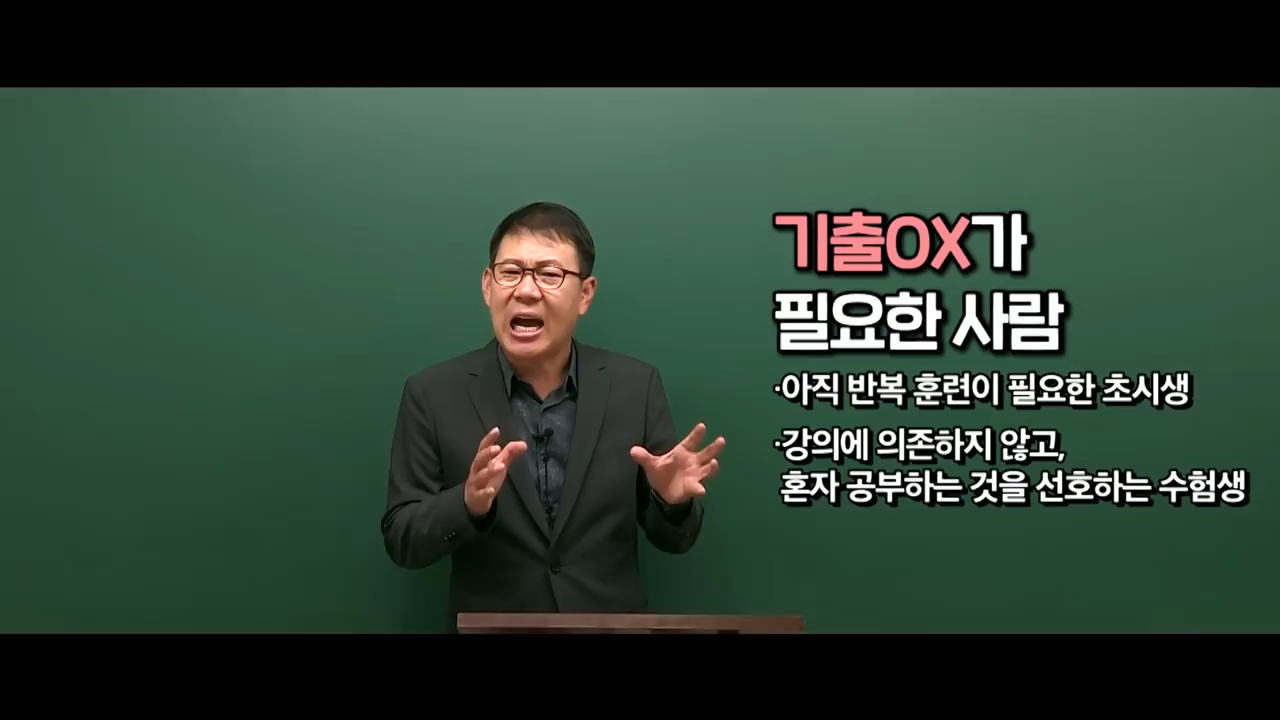 기출OX가
필요한 사람
·아직 반복 훈련이 필요한 초시생
·강의에 의존하지 않고,
혼자 공부하는 것을 선호하는 수험생